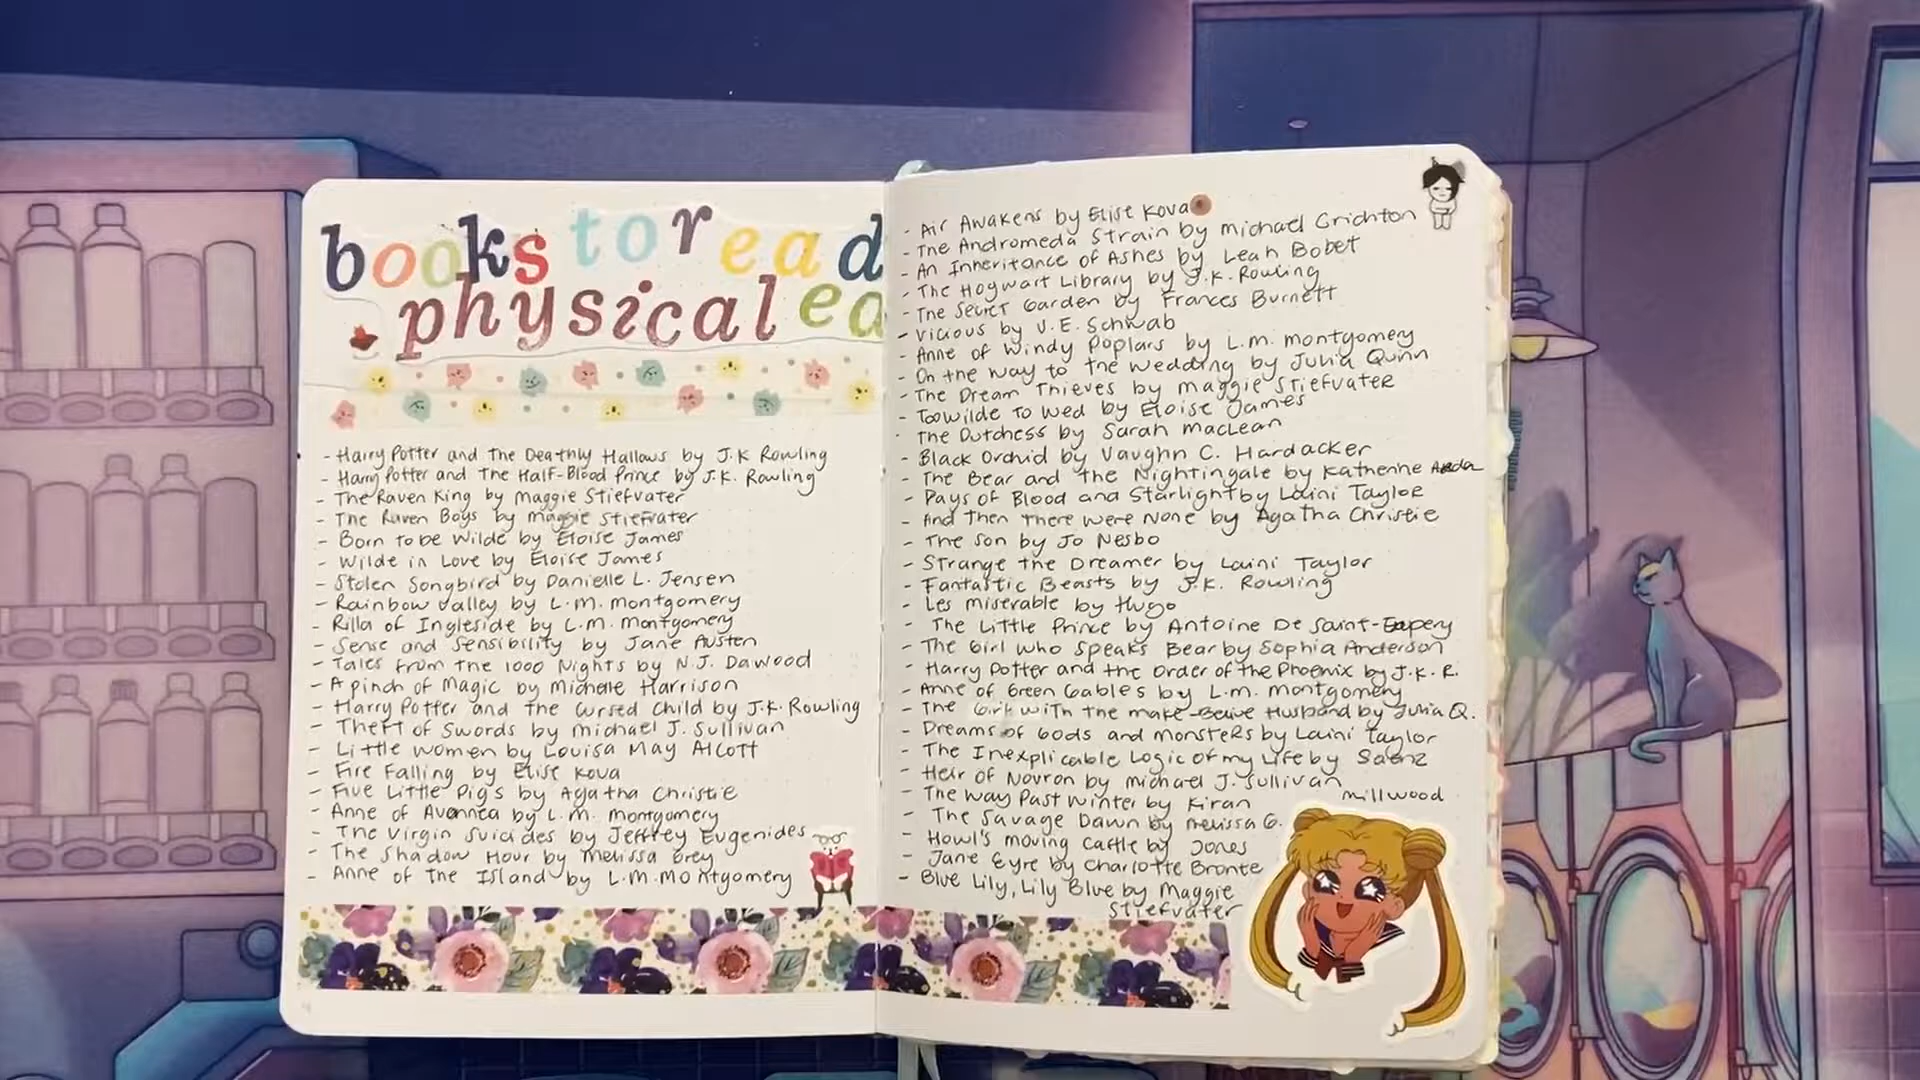 books to read
physical ed
- Harry Potter and The Deathly Hallows by J.K Rowling
- Harry Potter and The Half-Blood Prince by J.K. Rowling
- The Raven King by Maggie Stiefvater
- The Raven Boys by Maggie Stiefvater
- Born to be Wilde by Eloise James
- Wilde in Love by Eloise James
- Stolen Songbird by Danielle L. Jensen
- Rainbow Valley by L.M. Montgomery
- Rilla of Ingleside by L.M. Montgomery
- Sense and Sensibility by Jane Austen
- Tales from the 1000 Nights by N.J. Dawood
- A pinch of Magic by Michelle Harrison
- Harry Potter and the Cursed Child by J.K. Rowling
- Theft of Swords by Michael J. Sullivan
- Little Women by Louisa May Alcott
- Fire Falling by Elise Kova
- Five Little Pigs by Agatha Christie
- Anne of Avonnea by L.M. Montgomery
- The Virgin Suicides by Jeffrey Eugenides
- The Shadow Hour by Melissa Grey
- Anne of the Island by L.M. Montgomery
- Air Awakens by Elise Kova
- The Andromeda Strain by Michael Crichton
- An Inheritance of Ashes by Leah Bobet
- The Hogwart Library by J.K. Rowling
- The Secret Garden by Frances Burnett
- Vicious by V.E. Schwab
- Anne of Windy Poplars by L.M. Montgomery
- On the Way to the Wedding by Julia Quinn
- The Dream Thieves by Maggie Stiefvater
- Too Wilde To Wed by Eloise James
- The Dutchess by Sarah MacLean
- Black Orchid by Vaughn C. Hardacker
- The Bear and the Nightingale by Katherine Arda
- Days of Blood and Starlight by Laini Taylor
- And Then There Were None by Agatha Christie
- The Son by Jo Nesbo
- Strange the Dreamer by Laini Taylor
- Fantastic Beasts by J.K. Rowling
- Les Miserable by Hugo
- The Little Prince by Antoine De Saint-Exupery
- The Girl Who Speaks Bear by Sophia Anderson
- Harry Potter and the Order of the Phoenix by J.K.R.
- Anne of Green Gables by L.M. Montgomery
- The Girl with the Make-Belive Husband by Julia Q.
- Dreams of Gods and Monsters by Laini Taylor
- The Inexplicable Logic of my Life by Saenz
- Heir of Novron by Michael J. Sullivan
- The Way Past Winter by Kiran Millwood
- The Savage Dawn by Melissa G.
- Howl's Moving Castle by Jones
- Jane Eyre by Charlotte Bronte
- Blue Lily, Lily Blue by Maggie
Stiefvater